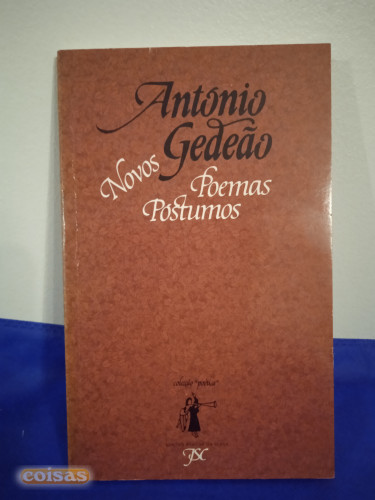 António
Gedeão
Novos
Poemas
Póstumos
colecção "poética"
JSC
coisas